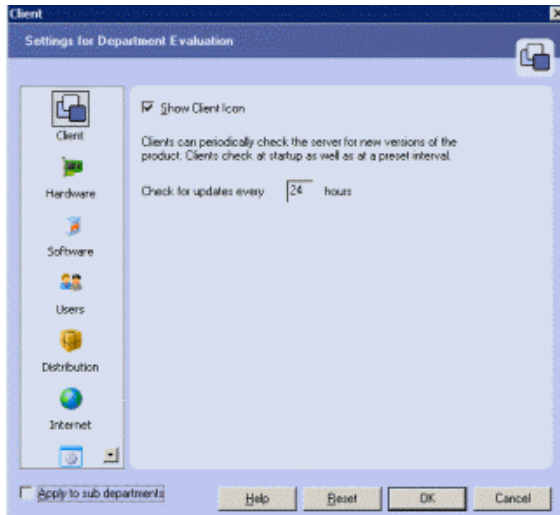 Client
Settings for Department Evaluation
Client
Hardware
Software
Users
Distribution
Internet
Show Client Icon
Clients can periodically check the server for new versions of the
product. Clients check at startup as well as at a preset interval.
Check for updates every 24 hours
Apply to sub departments
Help
Reset
OK
Cancel